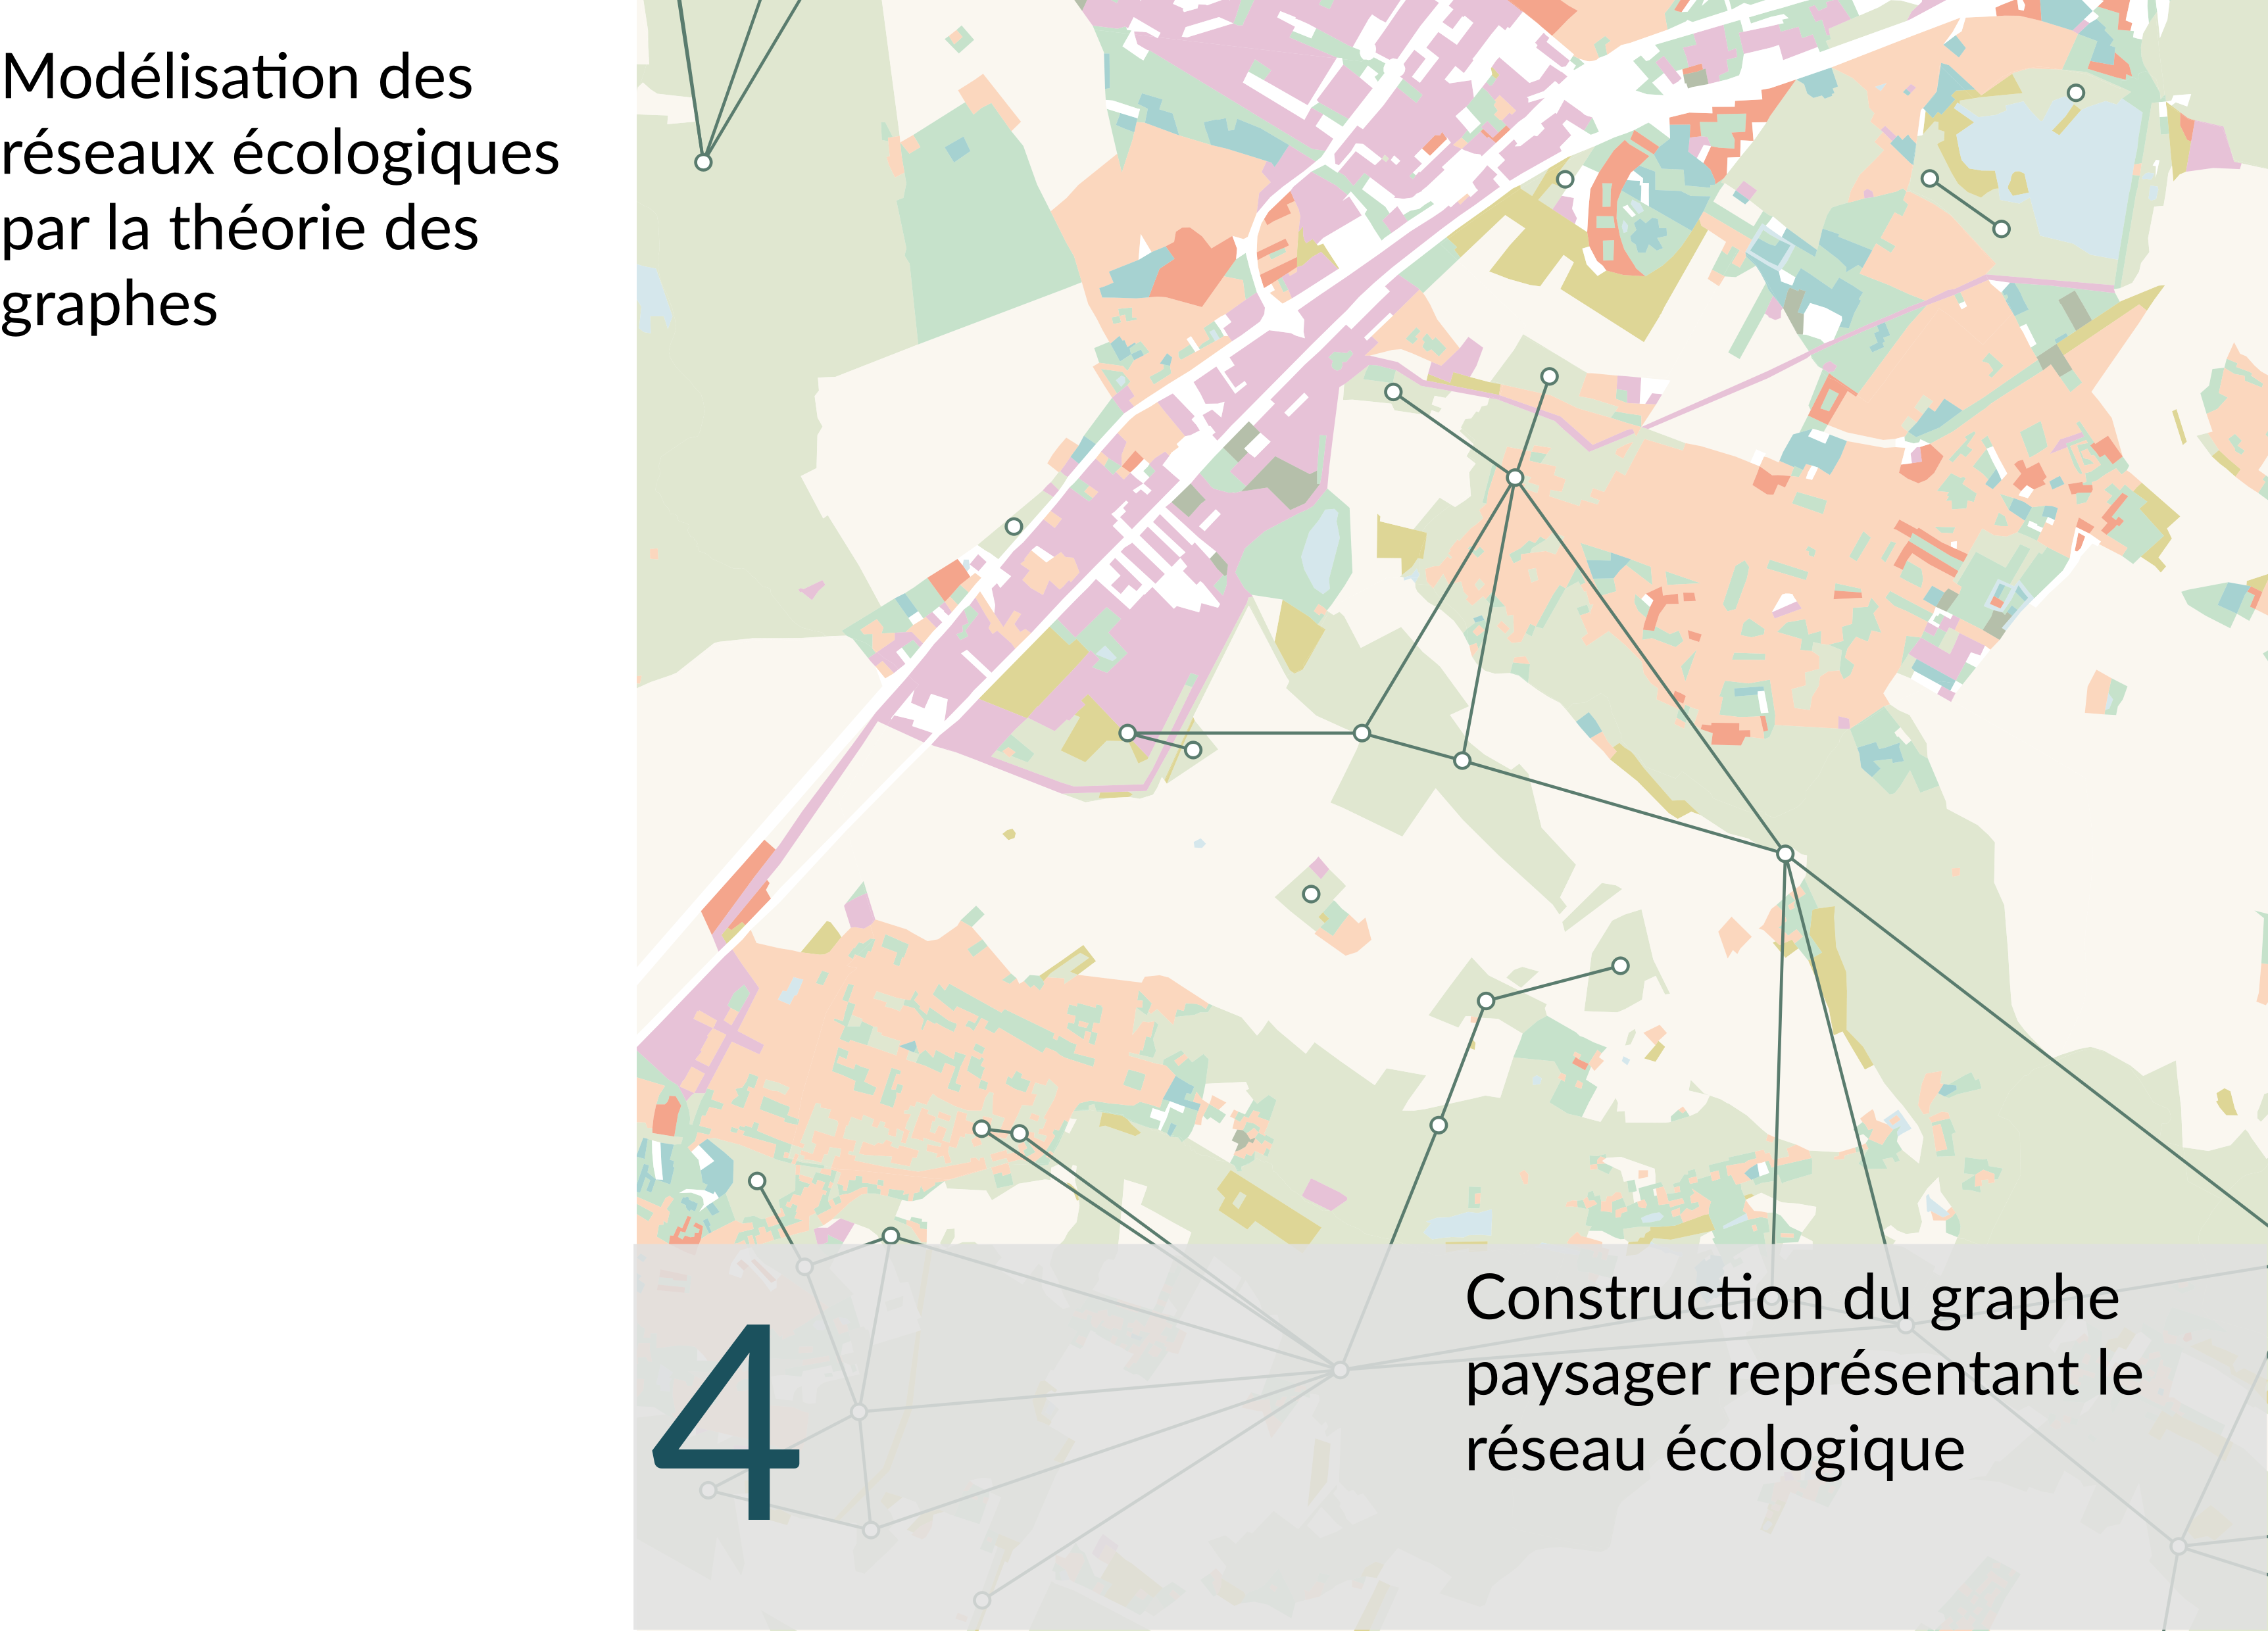 Modélisation des
réseaux écologiques
par la théorie des
graphes
4
Construction du graphe
paysager représentant le
réseau écologique